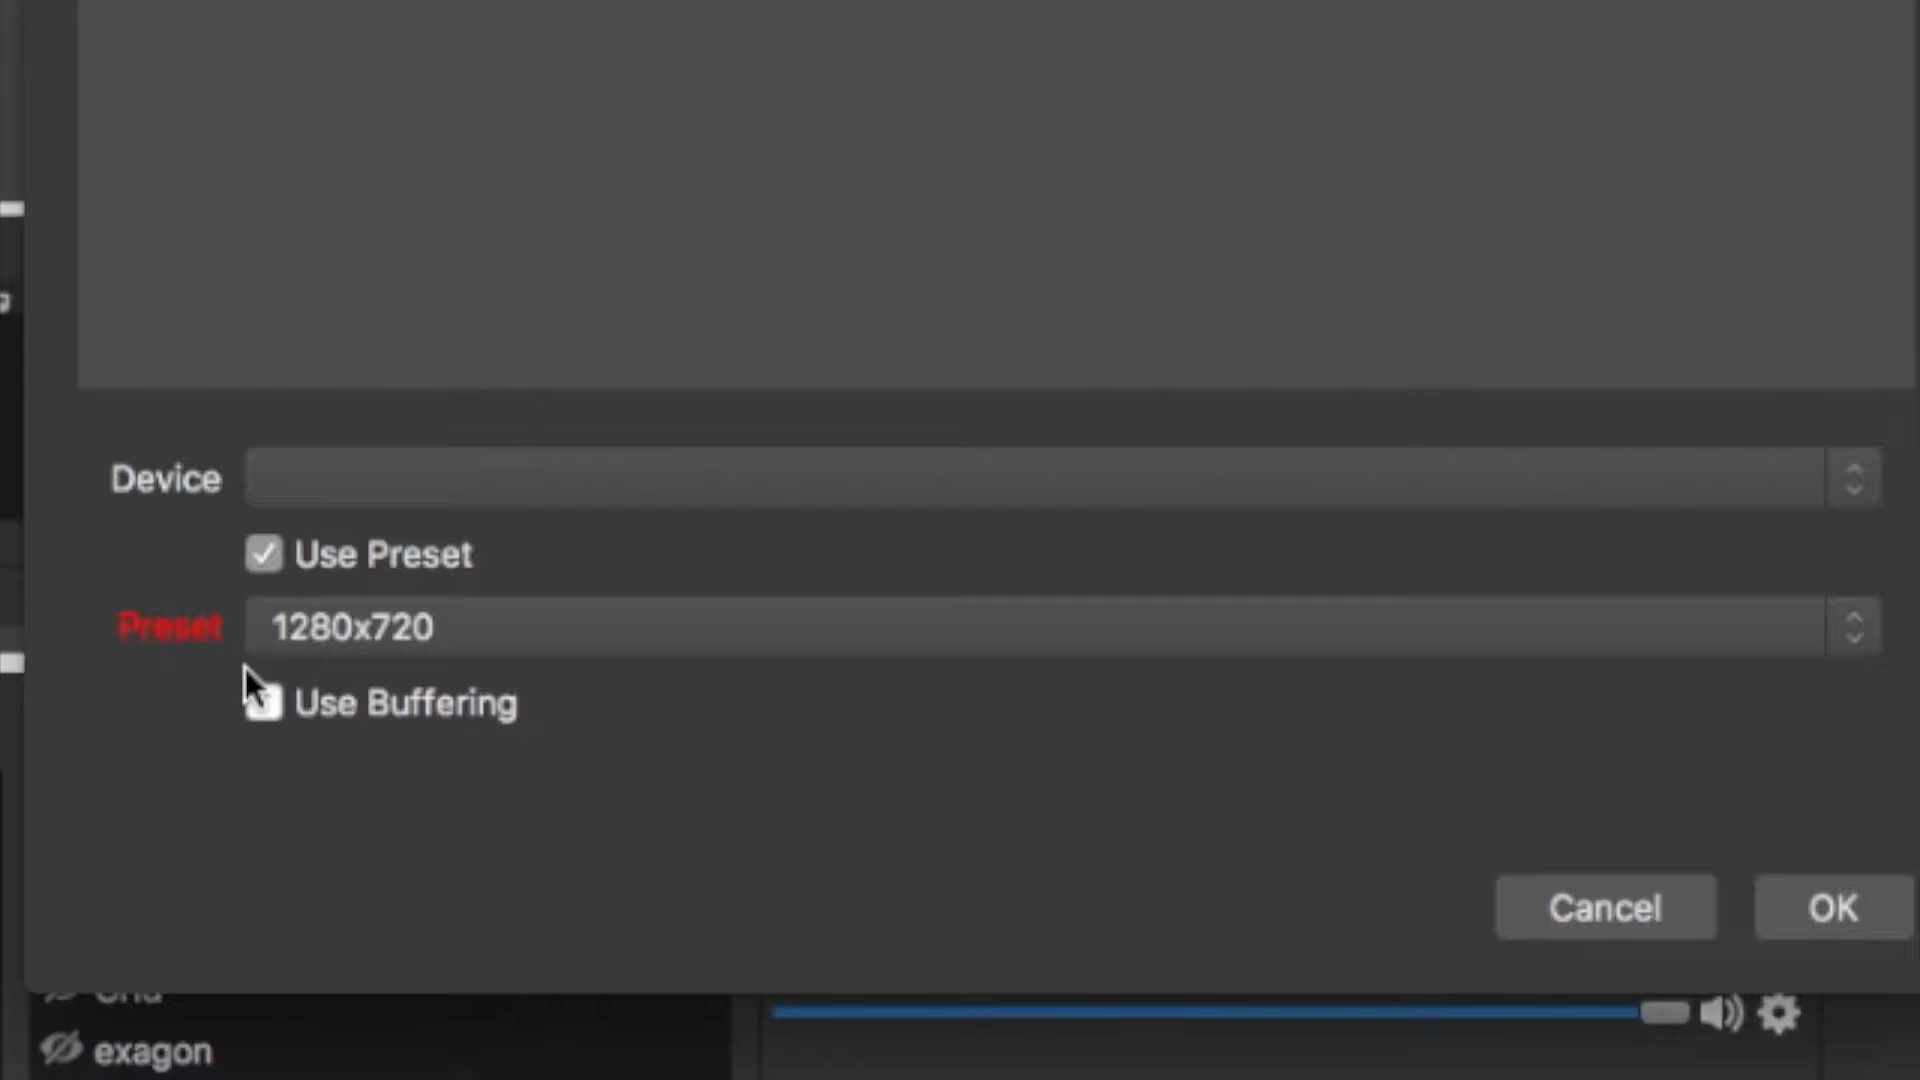 Device
Use Preset
Preset 1280x720
Use Buffering
Cancel OK
exagon